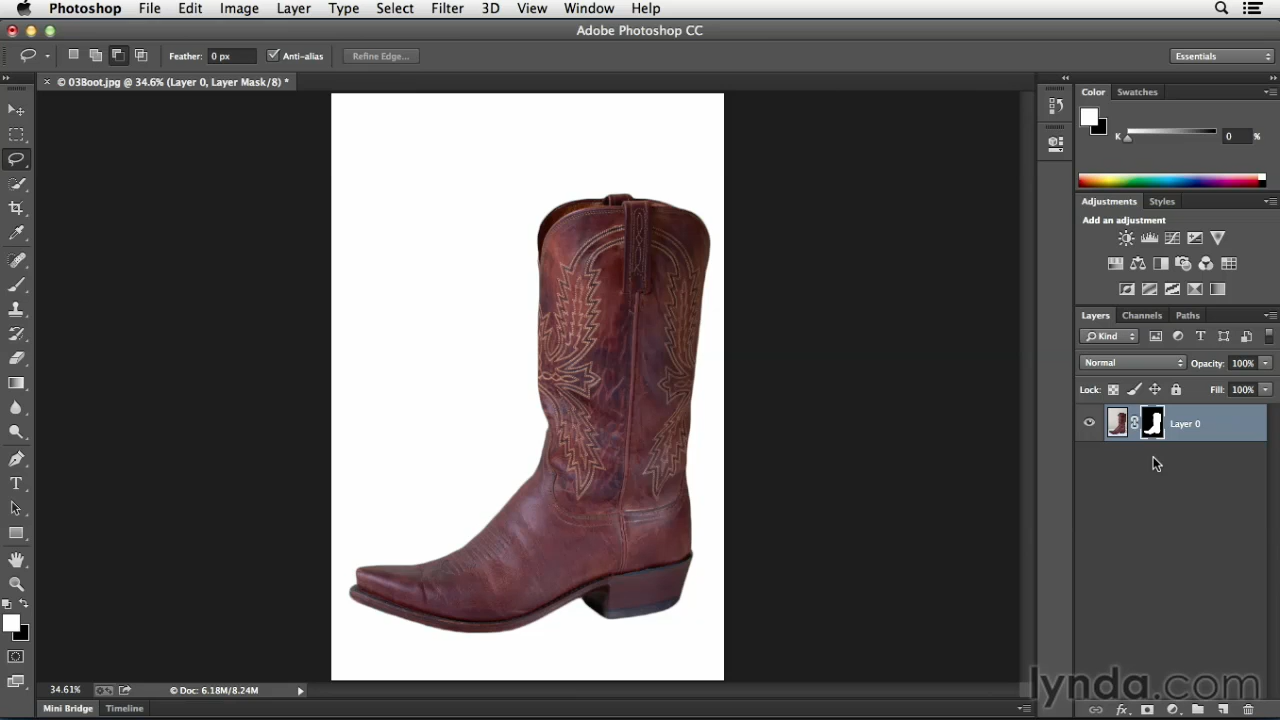 Photoshop File Edit Image Layer Type Select Filter 3D View Window Help
Adobe Photoshop CC
Feather: 0 px Anti-alias Refine Edge... Essentials
× © 03Boot.jpg @ 34.6% (Layer 0, Layer Mask/8) *
Color Swatches
K 0 %
Adjustments Styles
Add an adjustment
Layers Channels Paths
Kind T
Normal Opacity: 100%
Lock: Fill: 100%
Layer 0
T
34.61% © Doc: 6.18M/8.24M
lynda.com
Mini Bridge Timeline fx